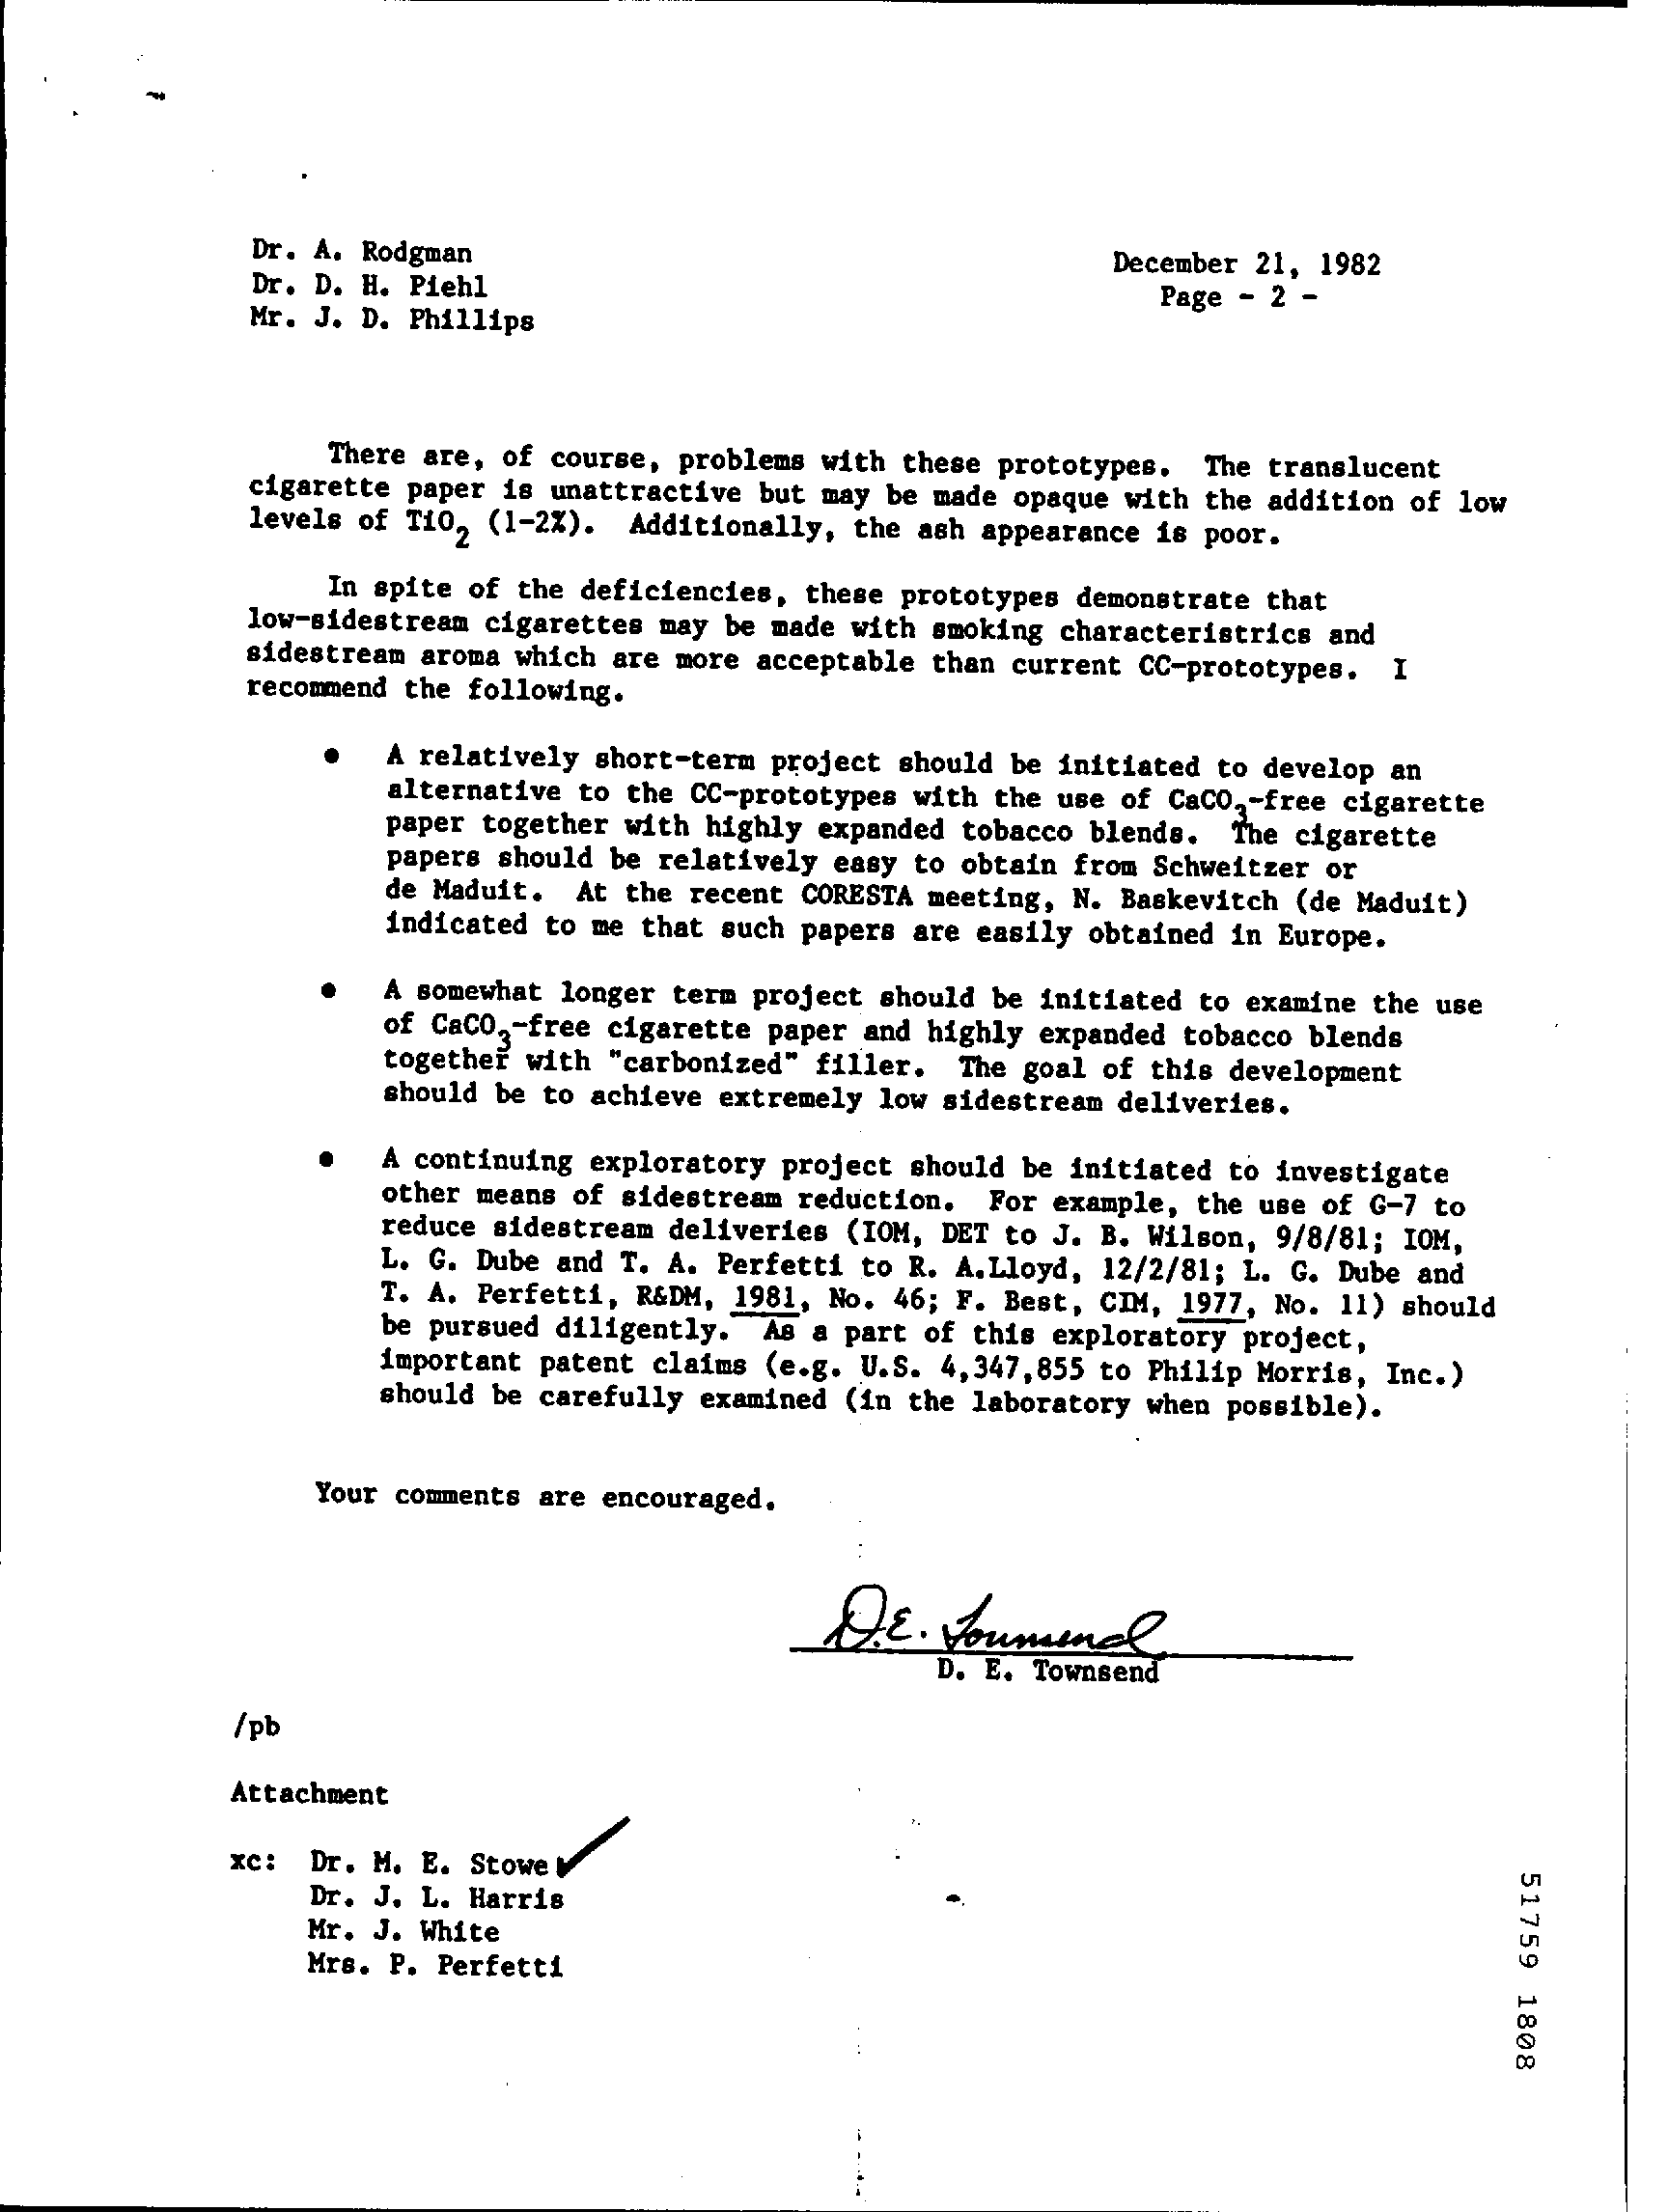 Dr. A. Rodgman
Dr. D. H. Piehl
Mr. J. D. Phillips
December 21, 1982
Page - 2 -
There are, of course, problems with these prototypes. The translucent
cigarette paper is unattractive but may be made opaque with the addition of low
levels of TiO2 (1-2%). Additionally, the ash appearance is poor.
In spite of the deficiencies, these prototypes demonstrate that
low-sidestream cigarettes may be made with smoking characteristrics and
sidestream aroma which are more acceptable than current CC-prototypes. I
recommend the following.
• A relatively short-term project should be initiated to develop an
alternative to the CC-prototypes with the use of CaCO3-free cigarette
paper together with highly expanded tobacco blends. The cigarette
papers should be relatively easy to obtain from Schweitzer or
de Maduit. At the recent CORESTA meeting, N. Baskevitch (de Maduit)
indicated to me that such papers are easily obtained in Europe.
• A somewhat longer term project should be initiated to examine the use
of CaCO3-free cigarette paper and highly expanded tobacco blends
together with "carbonized" filler. The goal of this development
should be to achieve extremely low sidestream deliveries.
• A continuing exploratory project should be initiated to investigate
other means of sidestream reduction. For example, the use of G-7 to
reduce sidestream deliveries (IOM, DET to J. B. Wilson, 9/8/81; IOM,
L. G. Dube and T. A. Perfetti to R. A.Lloyd, 12/2/81; L. G. Dube and
T. A. Perfetti, R&DM, 1981, No. 46; F. Best, CIM, 1977, No. 11) should
be pursued diligently. As a part of this exploratory project,
important patent claims (e.g. U.S. 4,347,855 to Philip Morris, Inc.)
should be carefully examined (in the laboratory when possible).
Your comments are encouraged.
D.E. Townsend
D. E. Townsend
/pb
Attachment
xc: Dr. M. E. Stowe
Dr. J. L. Harris
Mr. J. White
Mrs. P. Perfetti
51759 1808